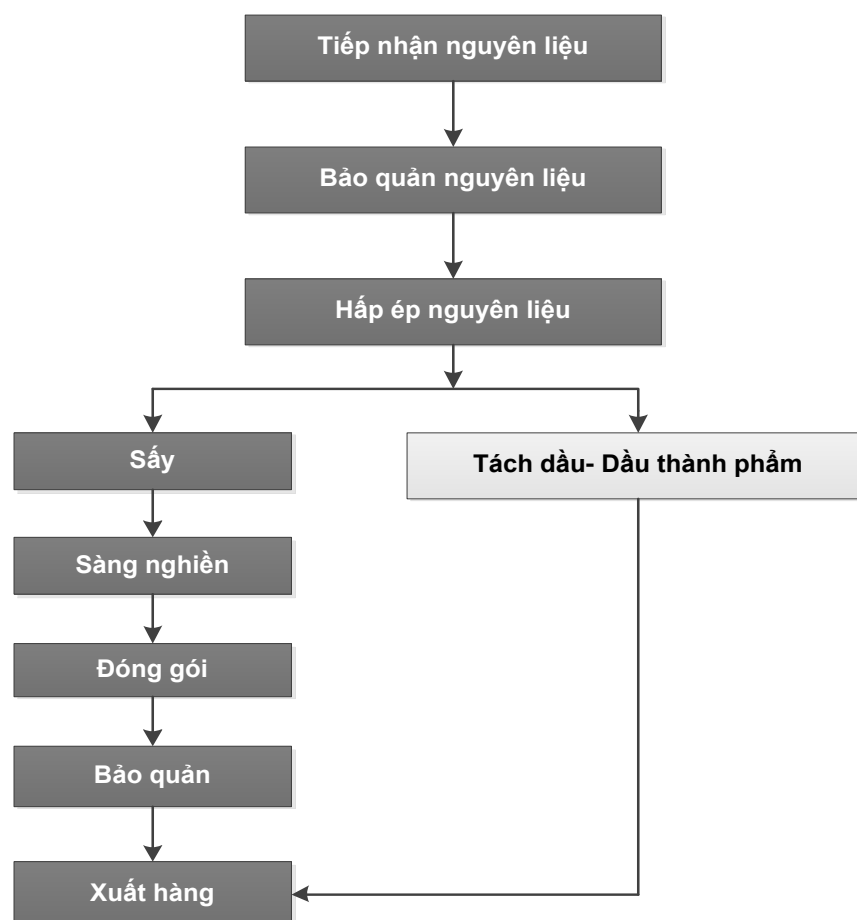 Tiếp nhận nguyên liệu
Bảo quản nguyên liệu
Hấp ép nguyên liệu
Sấy
Tách dầu- Dầu thành phẩm
Sàng nghiền
Đóng gói
Bảo quản
Xuất hàng